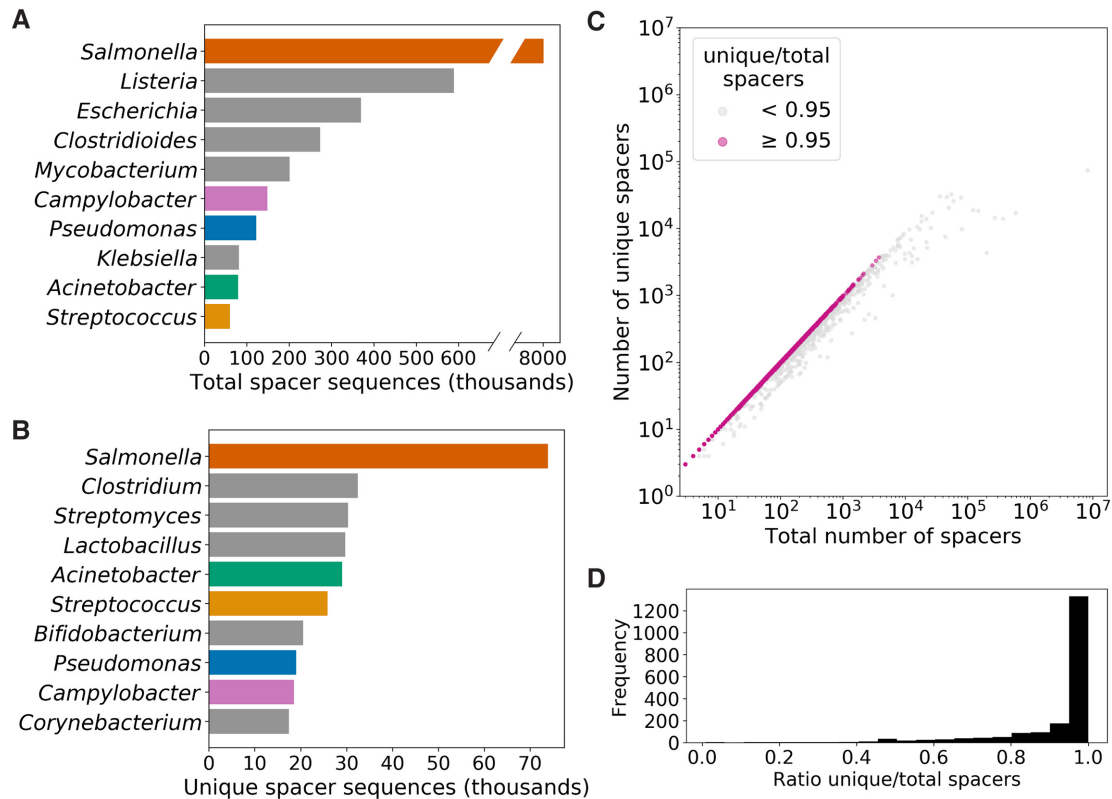 A
Salmonella
Listeria
Escherichia
Clostridioides
Mycobacterium
Campylobacter
Pseudomonas
Klebsiella
Acinetobacter
Streptococcus
0 100 200 300 400 500 600 8000
Total spacer sequences (thousands)
B
Salmonella
Clostridium
Streptomyces
Lactobacillus
Acinetobacter
Streptococcus
Bifidobacterium
Pseudomonas
Campylobacter
Corynebacterium
0 10 20 30 40 50 60 70
Unique spacer sequences (thousands)
C
unique/total
spacers
< 0.95
≥ 0.95
Number of unique spacers
10⁷
10⁶
10⁵
10⁴
10³
10²
10¹
10⁰
10¹ 10² 10³ 10⁴ 10⁵ 10⁶ 10⁷
Total number of spacers
D
Frequency
1200
1000
800
600
400
200
0
0.0 0.2 0.4 0.6 0.8 1.0
Ratio unique/total spacers